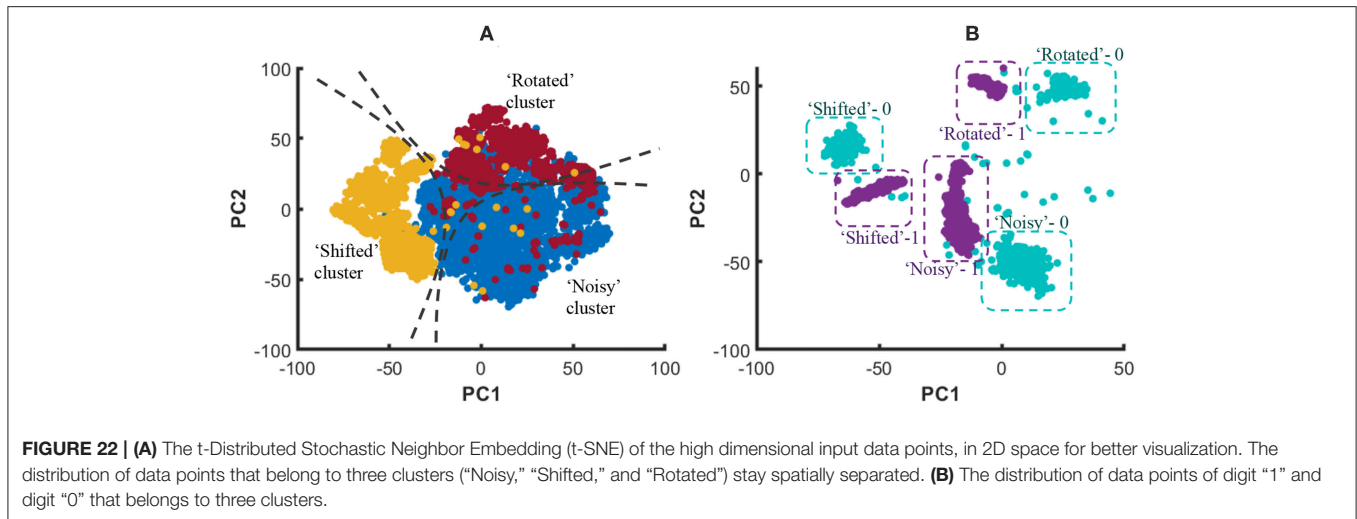 A
B
100
50
0
-50
-100
-100
-50
0
50
100
PC1
PC2
'Rotated'
cluster
'Shifted'
cluster
'Noisy'
cluster
50
0
-50
-100
-100
-50
0
50
PC1
PC2
'Rotated'- 0
'Shifted'- 0
'Rotated'- 1
'Shifted'-1
'Noisy'- 0
'Noisy'- 1
FIGURE 22 | (A) The t-Distributed Stochastic Neighbor Embedding (t-SNE) of the high dimensional input data points, in 2D space for better visualization. The
distribution of data points that belong to three clusters (“Noisy,” “Shifted,” and “Rotated”) stay spatially separated. (B) The distribution of data points of digit “1” and
digit “0” that belongs to three clusters.